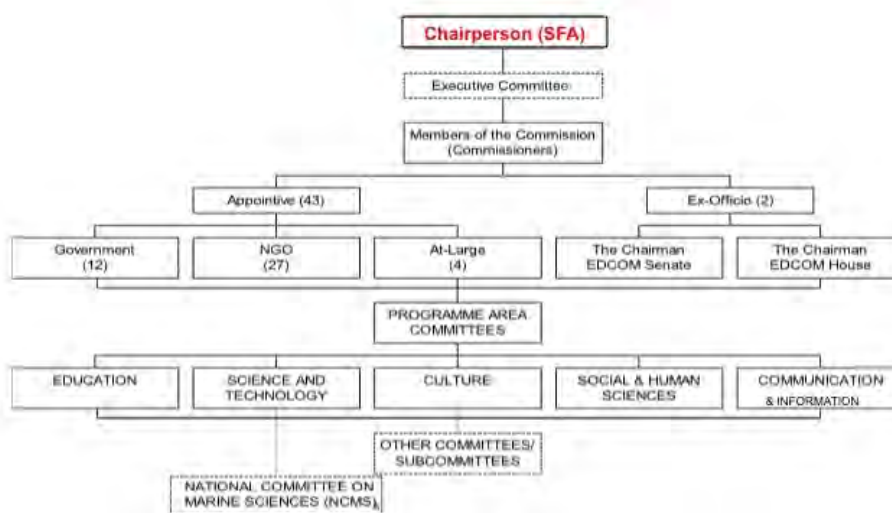 Chairperson (SFA)
Executive Committee
Members of the Commission
(Commissioners)
Appointive (43)
Ex-Officio (2)
Government
(12)
NGO
(27)
At-Large
(4)
The Chairman
EDCOM Senate
The Chairman
EDCOM House
PROGRAMME AREA
COMMITTEES
EDUCATION
SCIENCE AND
TECHNOLOGY
CULTURE
SOCIAL & HUMAN
SCIENCES
COMMUNICATION
& INFORMATION
OTHER COMMITTEES/
SUBCOMMITTEES
NATIONAL COMMITTEE ON
MARINE SCIENCES (NCMS)